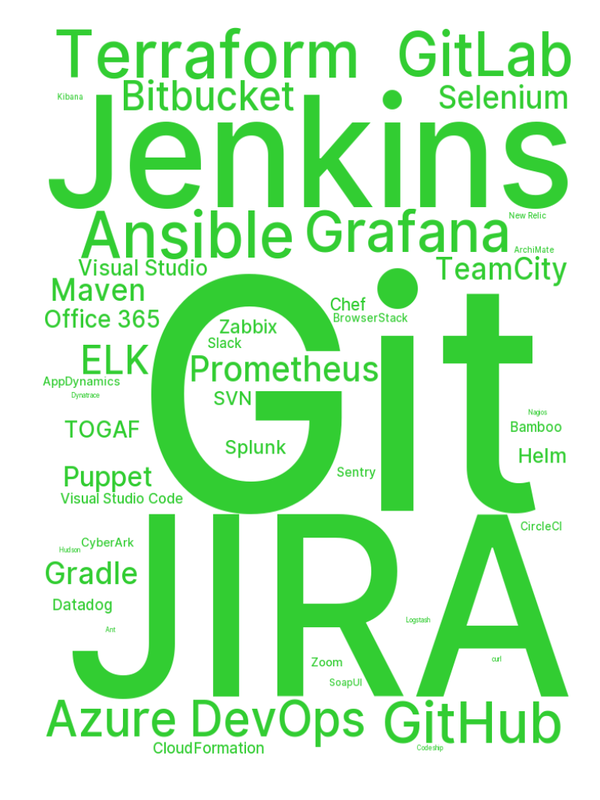 Terraform
GitLab
Kibana
Bitbucket
Selenium
Jenkins
New Relic
Ansible
Grafana
ArchiMate
Visual Studio
TeamCity
Maven
Chef
Office 365
BrowserStack
Zabbix
Slack
ELK
Prometheus
AppDynamics
Dynatrace
SVN
Git
Nagios
TOGAF
Bamboo
Splunk
Helm
Puppet
Sentry
Visual Studio Code
CircleCI
CyberArk
Hudson
Gradle
Datadog
JIRA
Logstash
Ant
curl
Zoom
SoapUI
Azure DevOps
GitHub
CloudFormation
Codeship